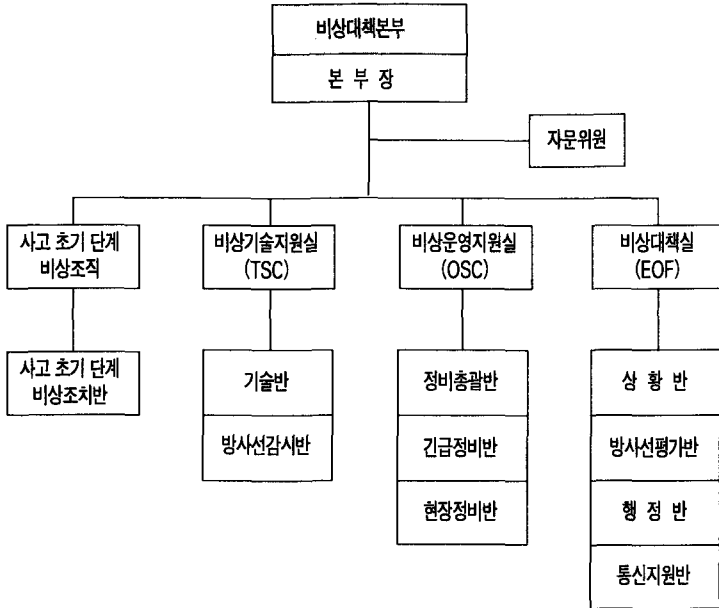 비상대책본부
본 부 장
자문위원
사고 초기 단계
비상조직
비상기술지원실
(TSC)
비상운영지원실
(OSC)
비상대책실
(EOF)
사고 초기 단계
비상조치반
기술반
방사선감시반
정비총괄반
긴급정비반
현장정비반
상 황 반
방사선평가반
행 정 반
통신지원반